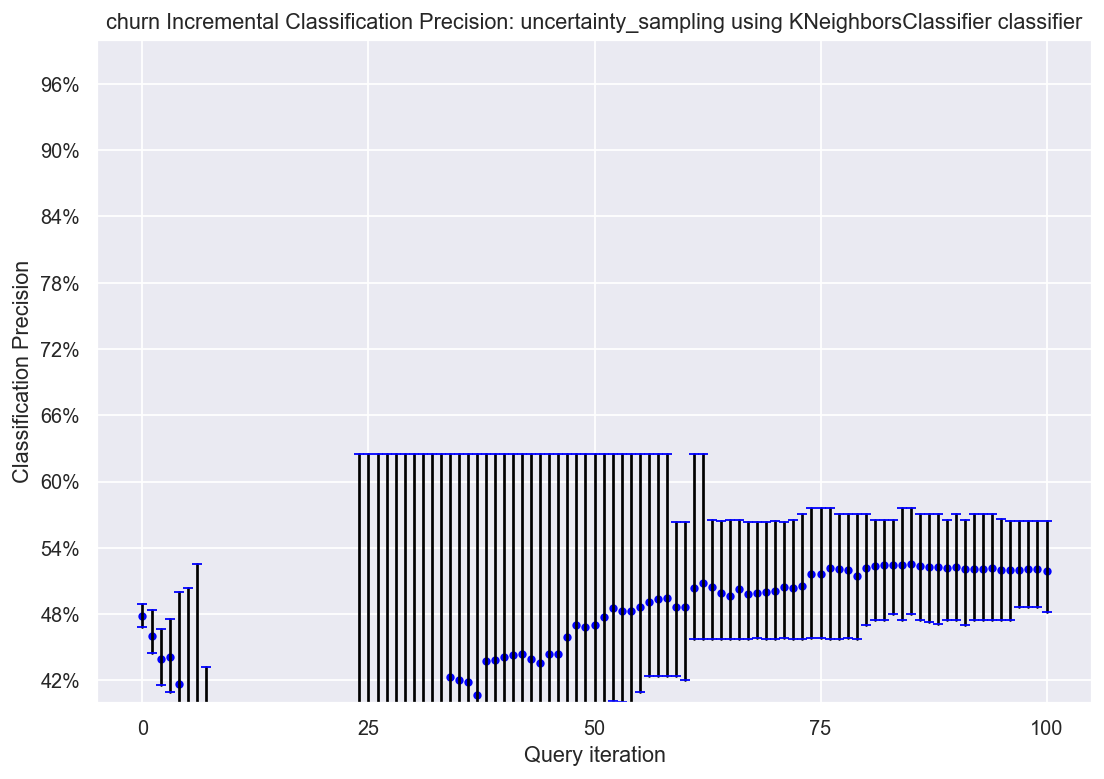 churn Incremental Classification Precision: uncertainty_sampling using KNeighborsClassifier classifier
96%
90%
84%
78%
72%
66%
60%
54%
48%
42%
Classification Precision
0 25 50 75 100
Query iteration